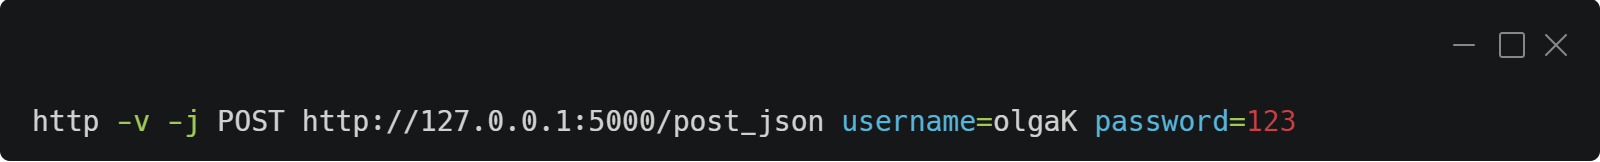 http -v -j POST http://127.0.0.1:5000/post_json username=olgaK password=123